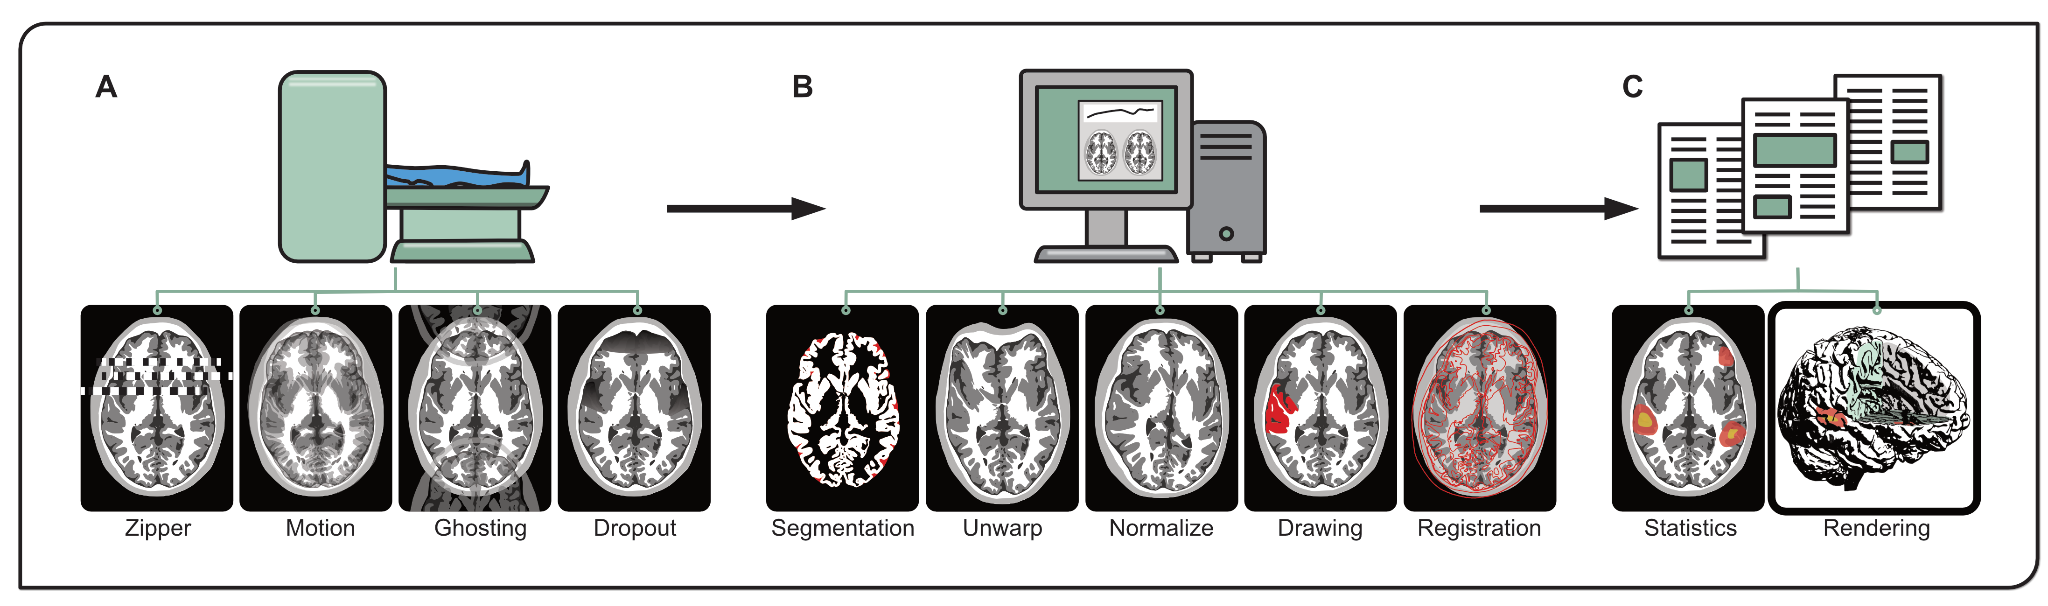 A
B
C
Zipper
Motion
Ghosting
Dropout
Segmentation
Unwarp
Normalize
Drawing
Registration
Statistics
Rendering